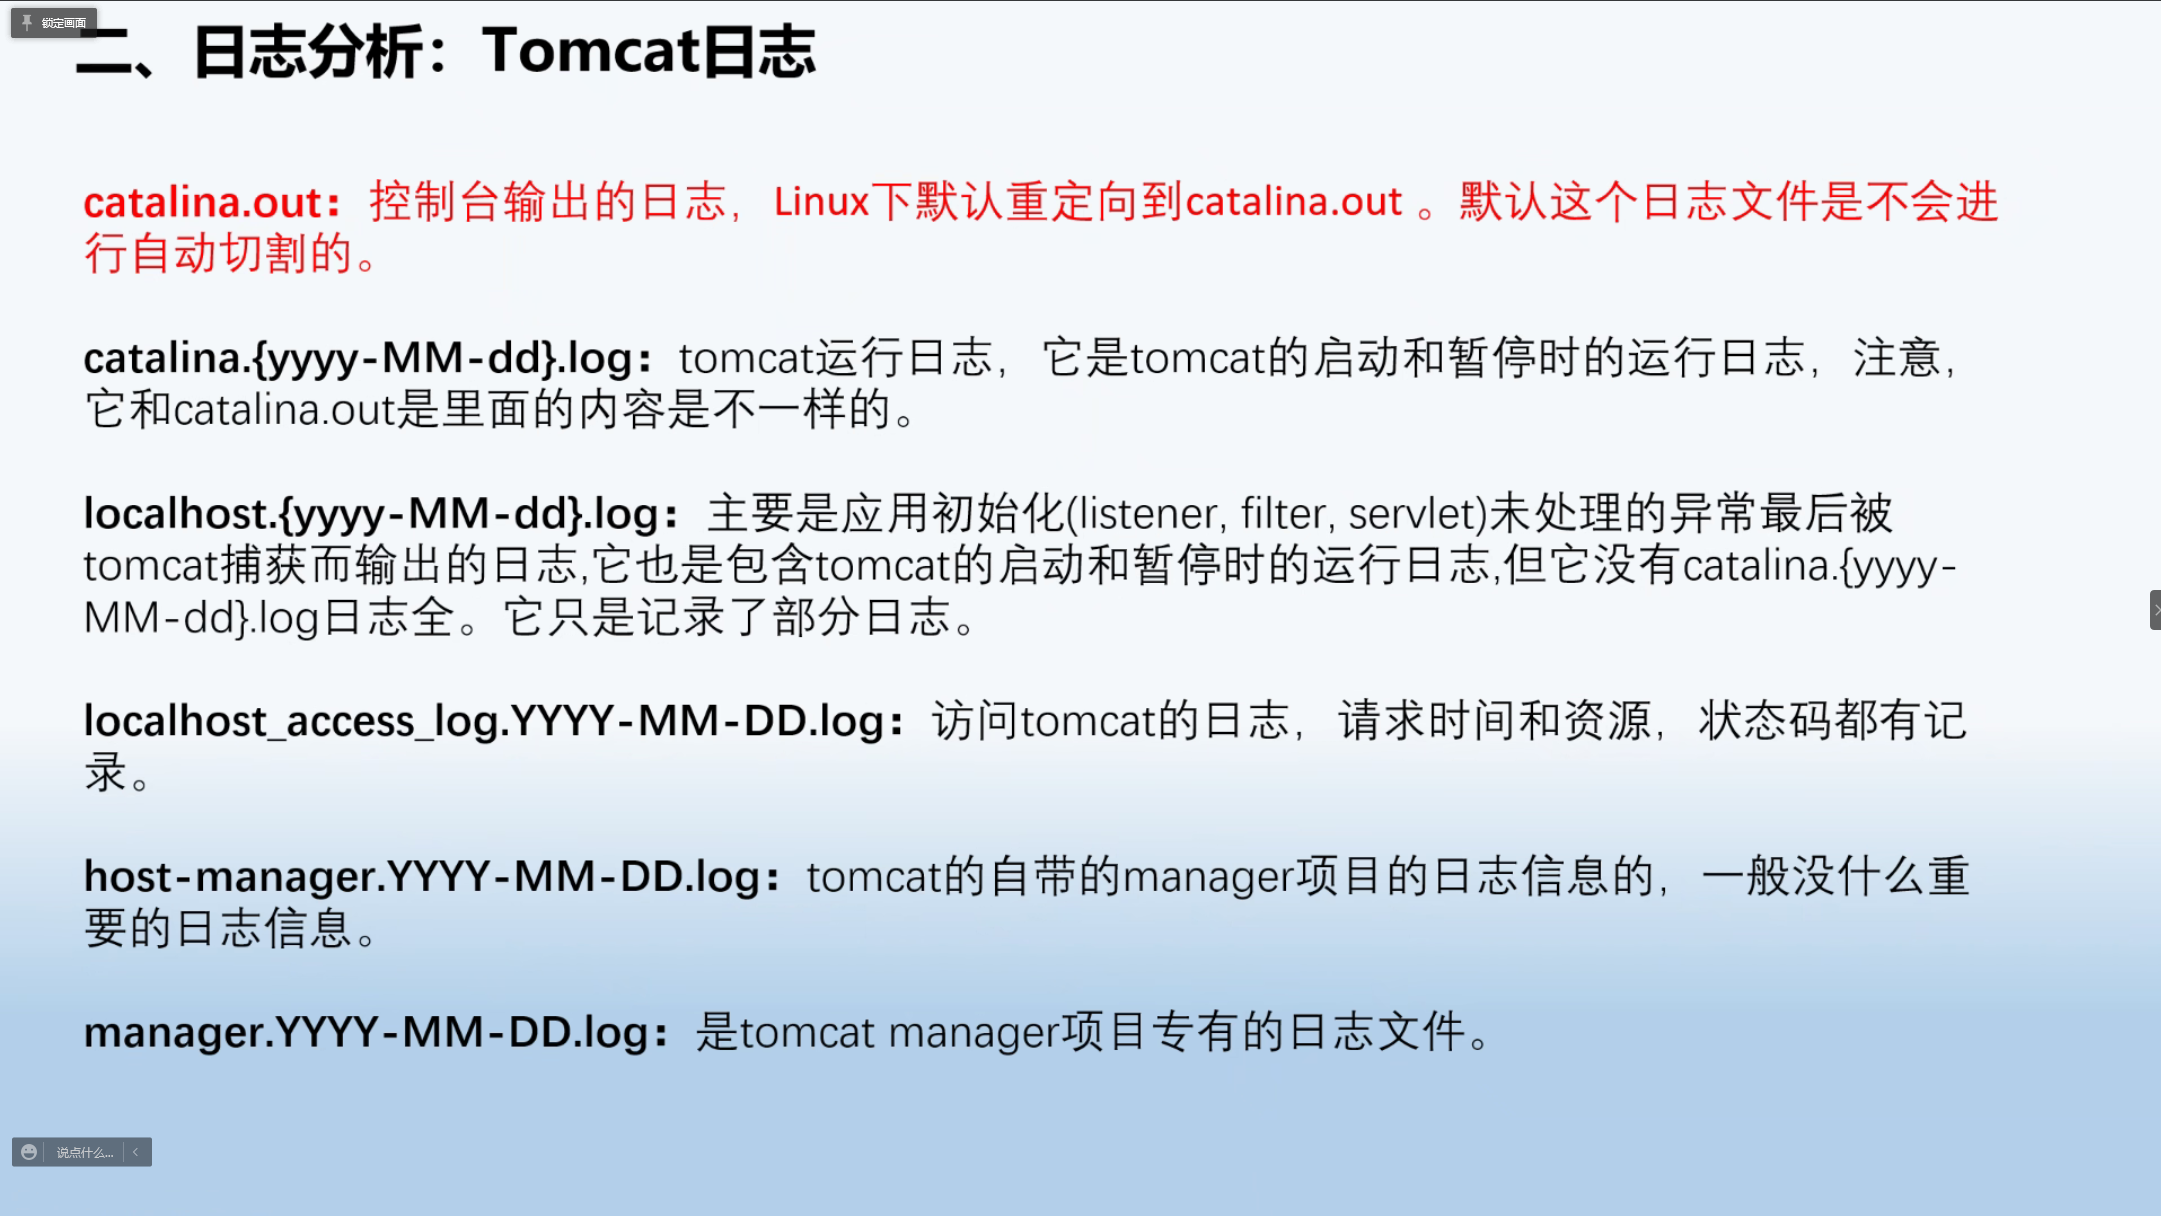 锁定画面
二、日志分析：Tomcat日志
catalina.out：控制台输出的日志，Linux下默认重定向到catalina.out 。默认这个日志文件是不会进
行自动切割的。
catalina.{yyyy-MM-dd}.log：tomcat运行日志，它是tomcat的启动和暂停时的运行日志，注意，
它和catalina.out是里面的内容是不一样的。
localhost.{yyyy-MM-dd}.log：主要是应用初始化(listener, filter, servlet)未处理的异常最后被
tomcat捕获而输出的日志,它也是包含tomcat的启动和暂停时的运行日志,但它没有catalina.{yyyy-
MM-dd}.log日志全。它只是记录了部分日志。
localhost_access_log.YYYY-MM-DD.log：访问tomcat的日志，请求时间和资源，状态码都有记
录。
host-manager.YYYY-MM-DD.log：tomcat的自带的manager项目的日志信息的，一般没什么重
要的日志信息。
manager.YYYY-MM-DD.log：是tomcat manager项目专有的日志文件。
说点什么...